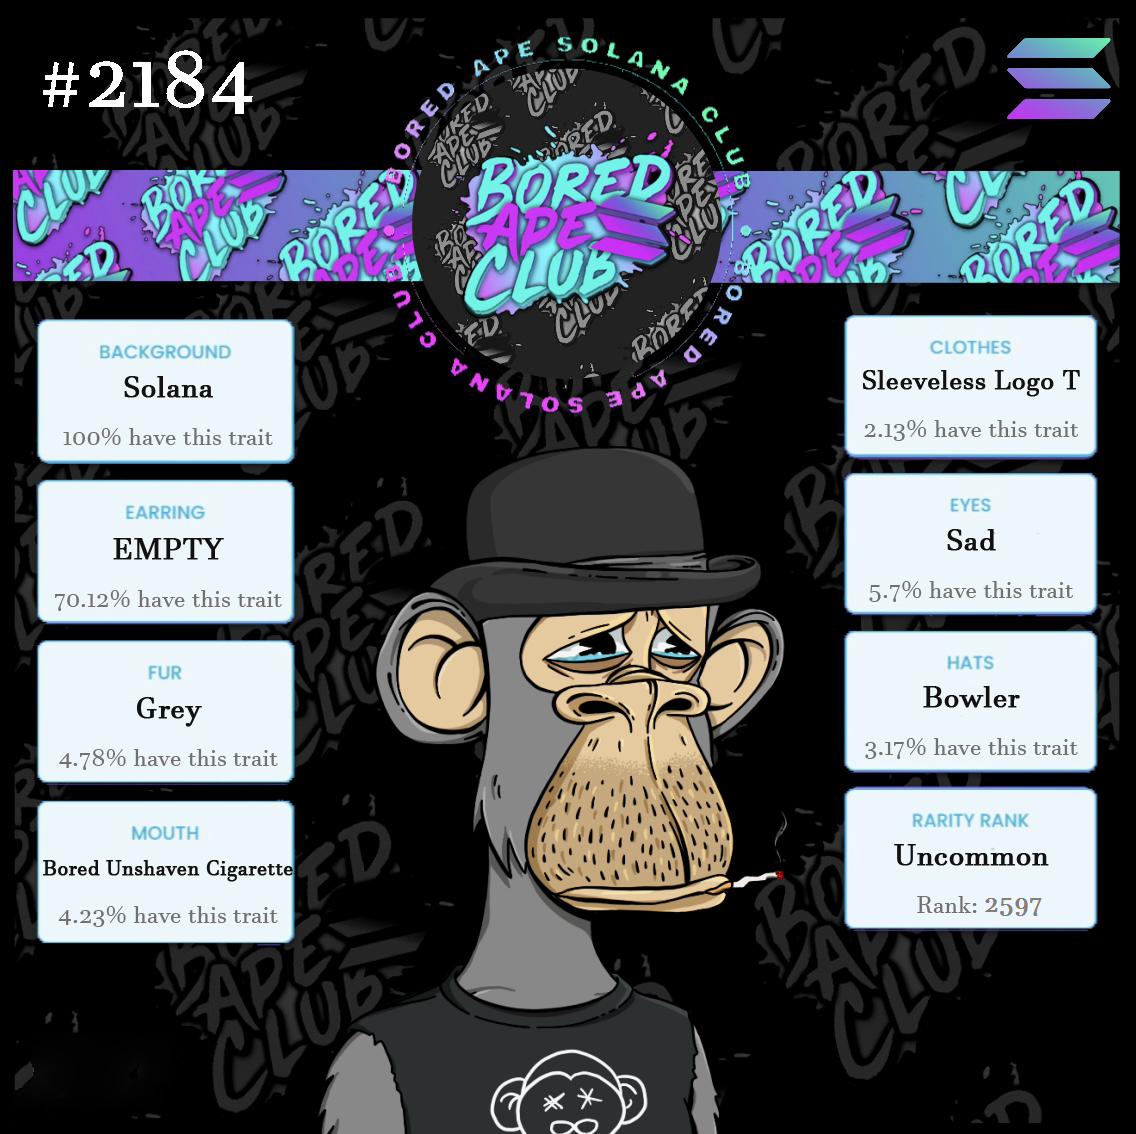 #2184
BORED APE SOLANA CLUB
BORED APE SOLANA CLUB
BORED
APE
CLUB
BACKGROUND
Solana
100% have this trait
EARRING
EMPTY
70.12% have this trait
FUR
Grey
4.78% have this trait
MOUTH
Bored Unshaven Cigarette
4.23% have this trait
CLOTHES
Sleeveless Logo T
2.13% have this trait
EYES
Sad
5.7% have this trait
HATS
Bowler
3.17% have this trait
RARITY RANK
Uncommon
Rank: 2597